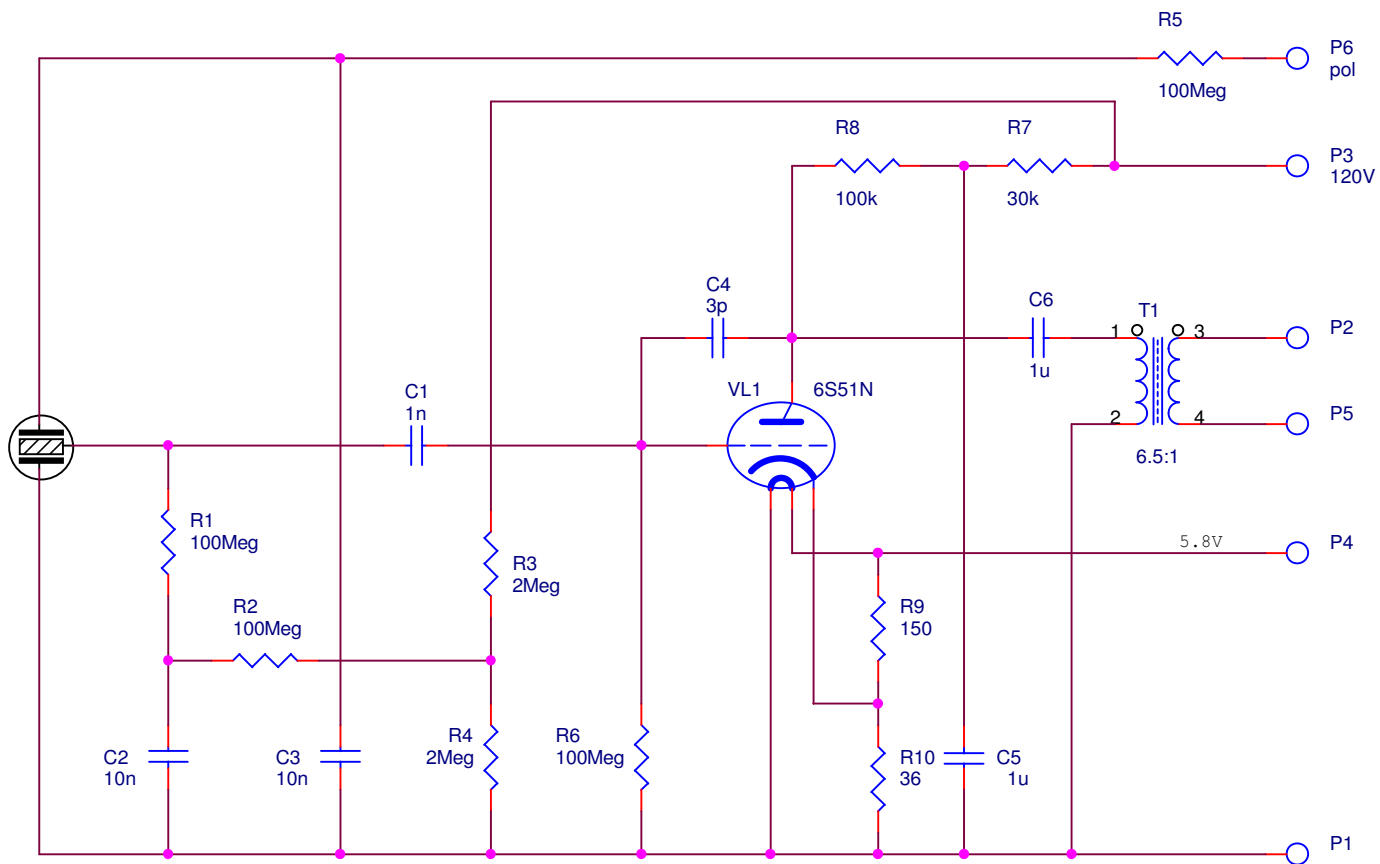 R5
P6
pol
100Meg
R8
R7
P3
120V
100k
30k
C4
3p
C6
T1
1
3
P2
1u
VL1
6S51N
C1
1n
2
4
P5
6.5:1
R1
100Meg
5.8V
P4
R3
2Meg
R2
100Meg
R9
150
C2
10n
C3
10n
R4
2Meg
R6
100Meg
R10
36
C5
1u
P1